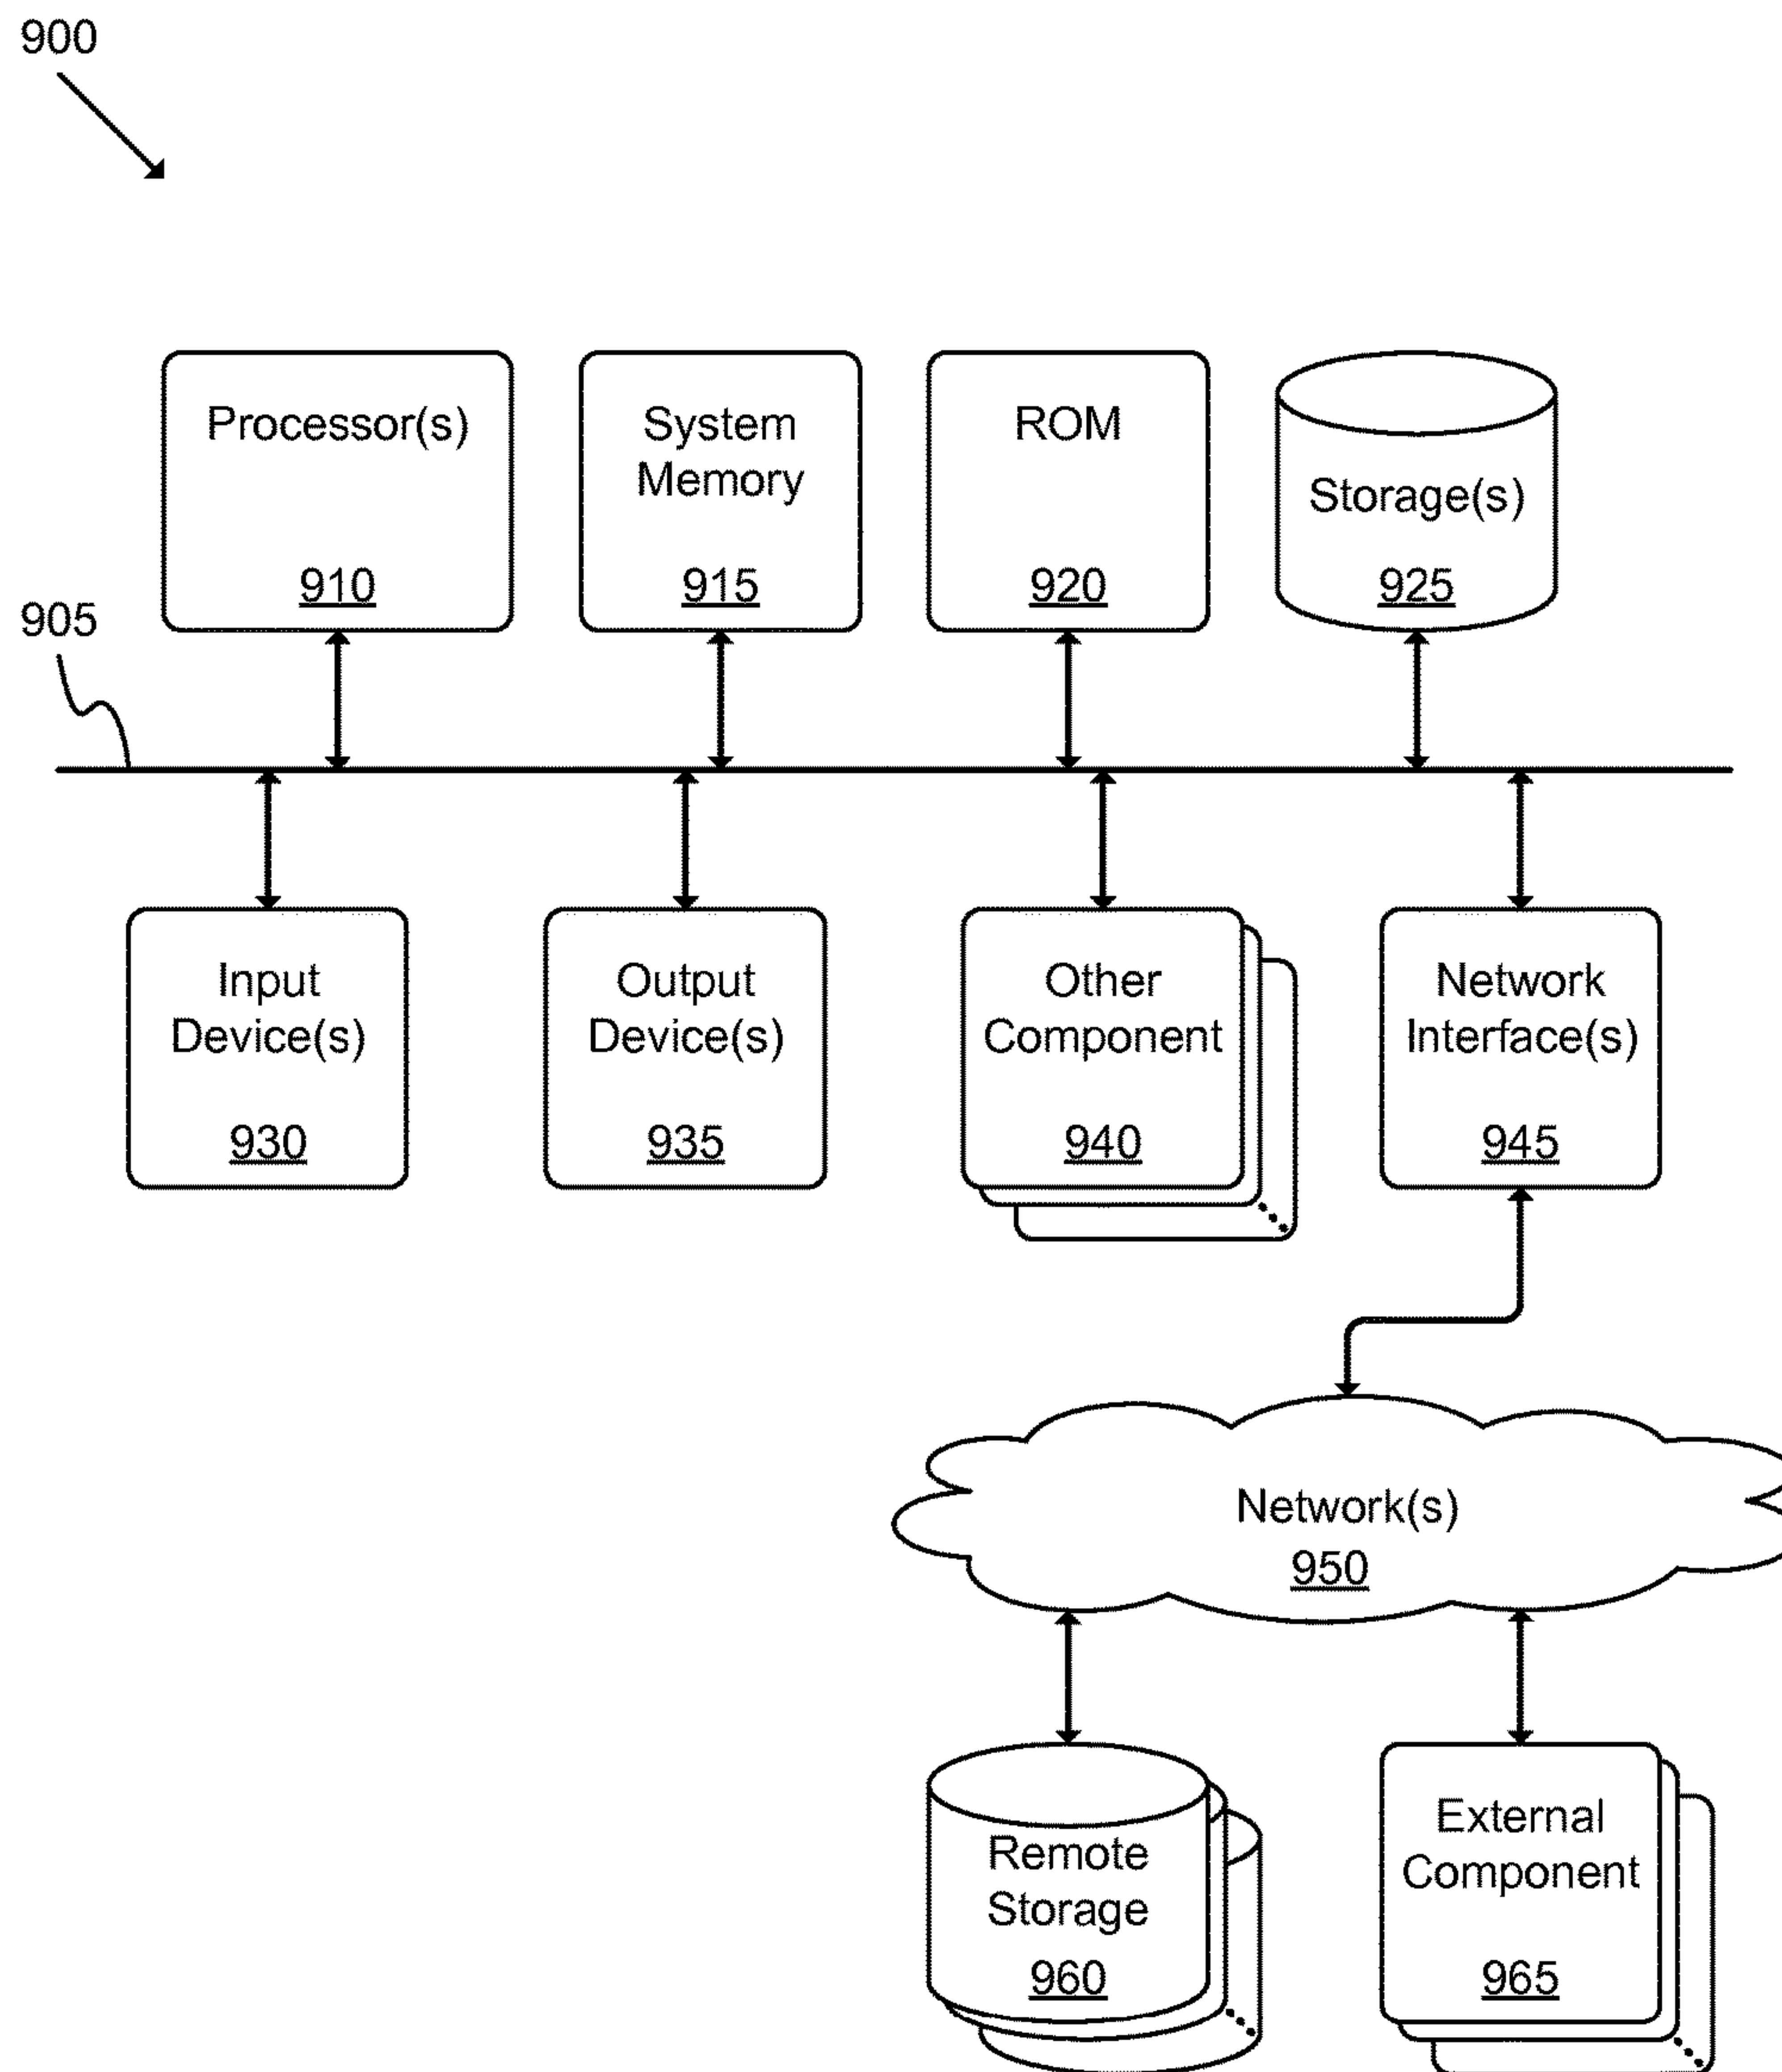 900
Processor(s)
910
System
Memory
915
ROM
920
Storage(s)
925
905
Input
Device(s)
930
Output
Device(s)
935
Other
Component
940
Network
Interface(s)
945
Network(s)
950
Remote
Storage
960
External
Component
965